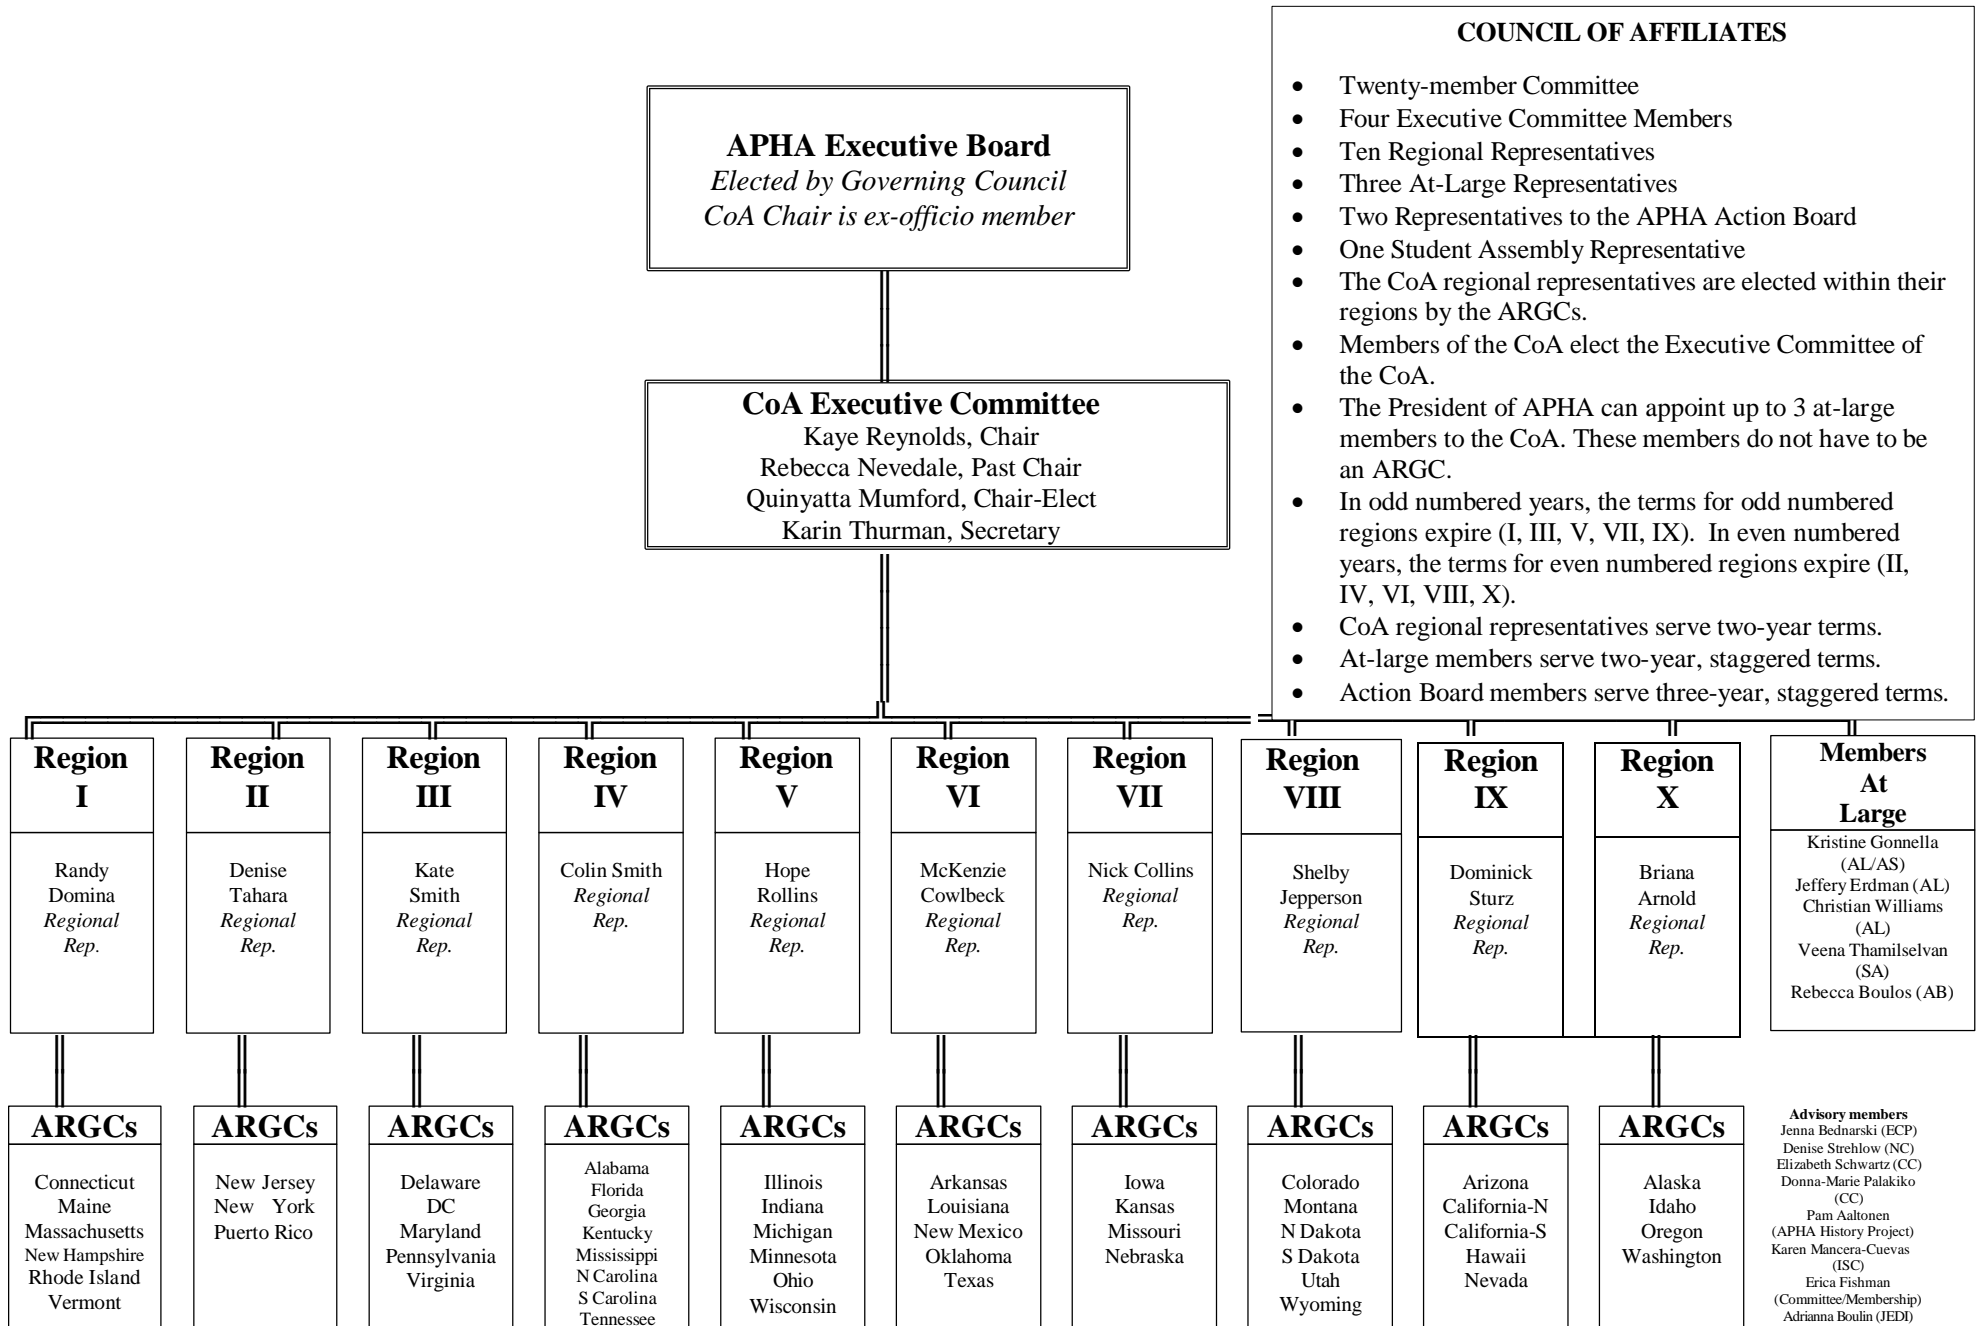 COUNCIL OF AFFILIATES
• Twenty-member Committee
• Four Executive Committee Members
• Ten Regional Representatives
• Three At-Large Representatives
• Two Representatives to the APHA Action Board
• One Student Assembly Representative
• The CoA regional representatives are elected within their
regions by the ARGCs.
• Members of the CoA elect the Executive Committee of
the CoA.
• The President of APHA can appoint up to 3 at-large
members to the CoA. These members do not have to be
an ARGC.
• In odd numbered years, the terms for odd numbered
regions expire (I, III, V, VII, IX). In even numbered
years, the terms for even numbered regions expire (II,
IV, VI, VIII, X).
• CoA regional representatives serve two-year terms.
• At-large members serve two-year, staggered terms.
• Action Board members serve three-year, staggered terms.
APHA Executive Board
Elected by Governing Council
CoA Chair is ex-officio member
CoA Executive Committee
Kaye Reynolds, Chair
Rebecca Nevedale, Past Chair
Quinyatta Mumford, Chair-Elect
Karin Thurman, Secretary
Region
I
Randy
Domina
Regional
Rep.
Region
II
Denise
Tahara
Regional
Rep.
Region
III
Kate
Smith
Regional
Rep.
Region
IV
Colin Smith
Regional
Rep.
Region
V
Hope
Rollins
Regional
Rep.
Region
VI
McKenzie
Cowlbeck
Regional
Rep.
Region
VII
Nick Collins
Regional
Rep.
Region
VIII
Shelby
Jepperson
Regional
Rep.
Region
IX
Dominick
Sturz
Regional
Rep.
Region
X
Briana
Arnold
Regional
Rep.
Members
At
Large
Kristine Gonnella
(AL/AS)
Jeffery Erdman (AL)
Christian Williams
(AL)
Veena Thamilselvan
(SA)
Rebecca Boulos (AB)
ARGCs
Connecticut
Maine
Massachusetts
New Hampshire
Rhode Island
Vermont
ARGCs
New Jersey
New York
Puerto Rico
ARGCs
Delaware
DC
Maryland
Pennsylvania
Virginia
ARGCs
Alabama
Florida
Georgia
Kentucky
Mississippi
N Carolina
S Carolina
Tennessee
ARGCs
Illinois
Indiana
Michigan
Minnesota
Ohio
Wisconsin
ARGCs
Arkansas
Louisiana
New Mexico
Oklahoma
Texas
ARGCs
Iowa
Kansas
Missouri
Nebraska
ARGCs
Colorado
Montana
N Dakota
S Dakota
Utah
Wyoming
ARGCs
Arizona
California-N
California-S
Hawaii
Nevada
ARGCs
Alaska
Idaho
Oregon
Washington
Advisory members
Jenna Bednarski (ECP)
Denise Strehlow (NC)
Elizabeth Schwartz (CC)
Donna-Marie Palakiko
(CC)
Pam Aaltonen
(APHA History Project)
Karen Mancera-Cuevas
(ISC)
Erica Fishman
(Committee/Membership)
Adrianna Boulin (JEDI)